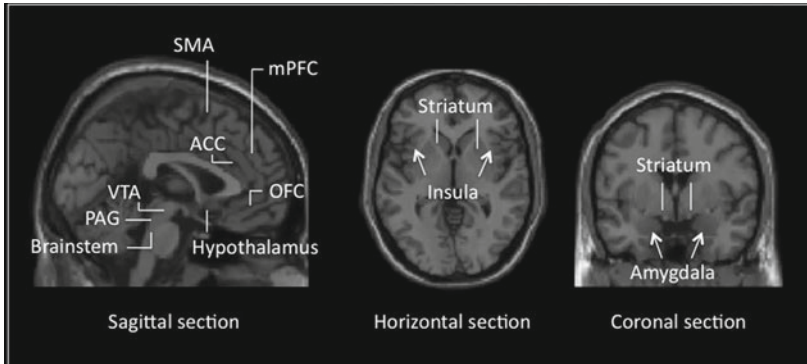 SMA
mPFC
ACC
VTA
OFC
PAG
Brainstem
Hypothalamus
Sagittal section
Striatum
Insula
Horizontal section
Striatum
Amygdala
Coronal section